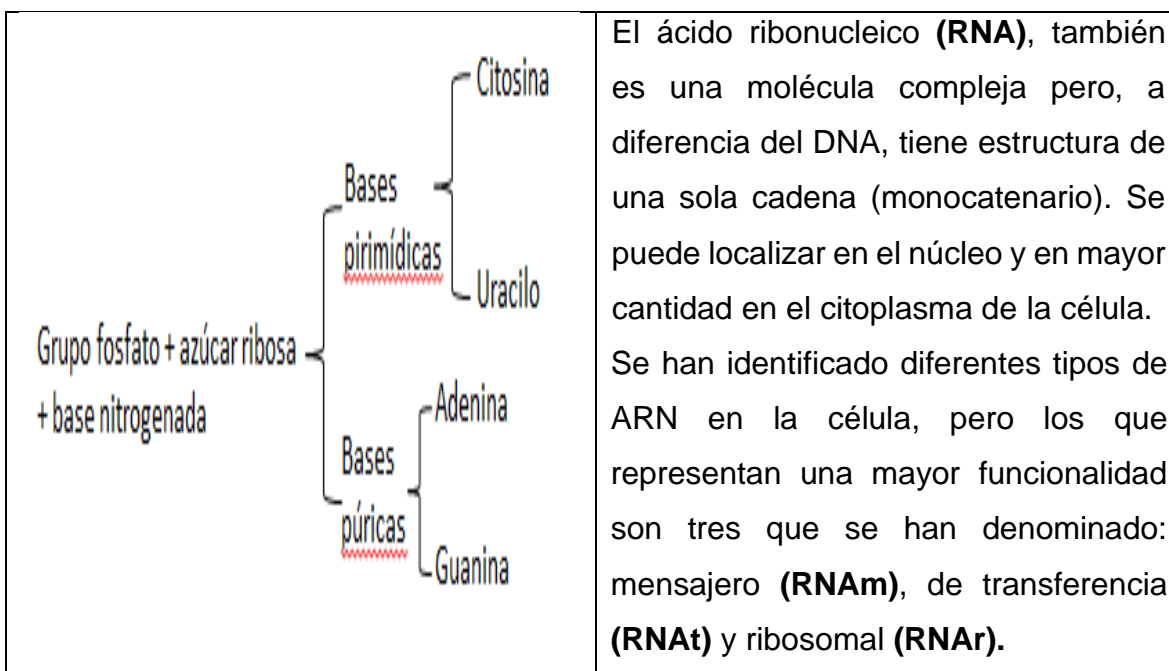 Grupo fosfato + azúcar ribosa
+ base nitrogenada
Bases
pirimídicas
Citosina
Uracilo
Bases
púricas
Adenina
Guanina
El ácido ribonucleico (RNA), también
es una molécula compleja pero, a
diferencia del DNA, tiene estructura de
una sola cadena (monocatenario). Se
puede localizar en el núcleo y en mayor
cantidad en el citoplasma de la célula.
Se han identificado diferentes tipos de
ARN en la célula, pero los que
representan una mayor funcionalidad
son tres que se han denominado:
mensajero (RNAm), de transferencia
(RNAt) y ribosomal (RNAr).